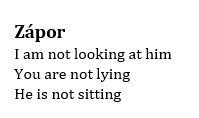 Zápor
I am not looking at him
You are not lying
He is not sitting